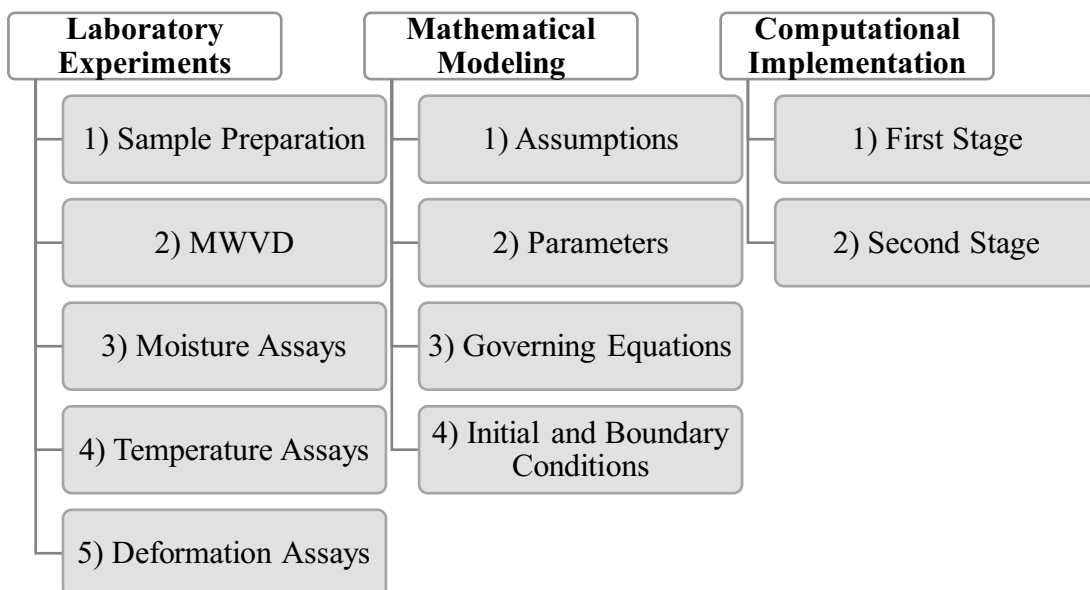 Laboratory
Experiments
1) Sample Preparation
2) MWVD
3) Moisture Assays
4) Temperature Assays
5) Deformation Assays
Mathematical
Modeling
1) Assumptions
2) Parameters
3) Governing Equations
4) Initial and Boundary
Conditions
Computational
Implementation
1) First Stage
2) Second Stage